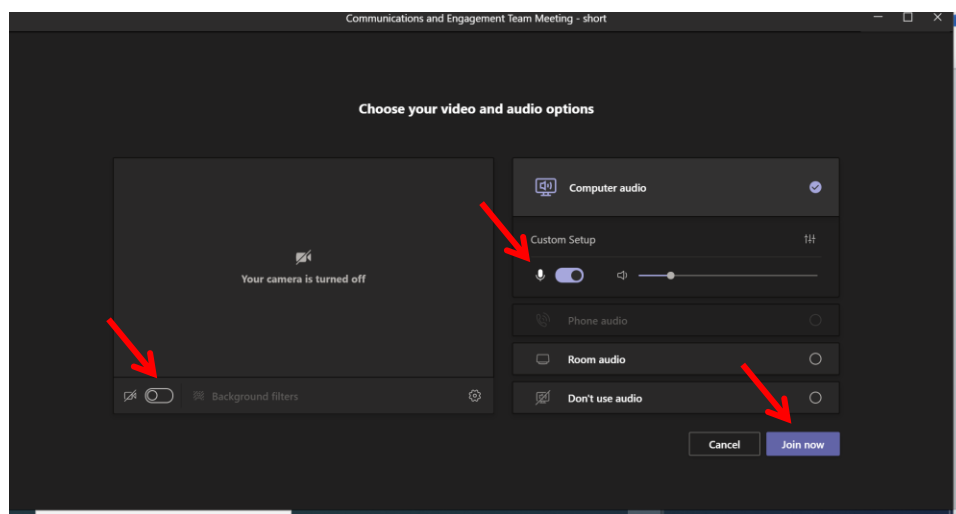 Communications and Engagement Team Meeting - short
Choose your video and audio options
Computer audio
Custom Setup
Your camera is turned off
Phone audio
Room audio
Background filters
Don't use audio
Cancel
Join now